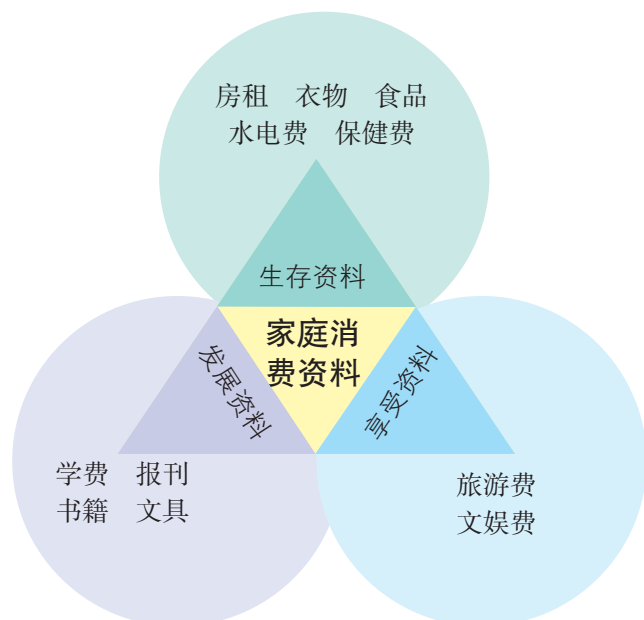 房租 衣物 食品
水电费 保健费
生存资料
家庭消
费资料
发展资料
享受资料
学费 报刊
书籍 文具
旅游费
文娱费